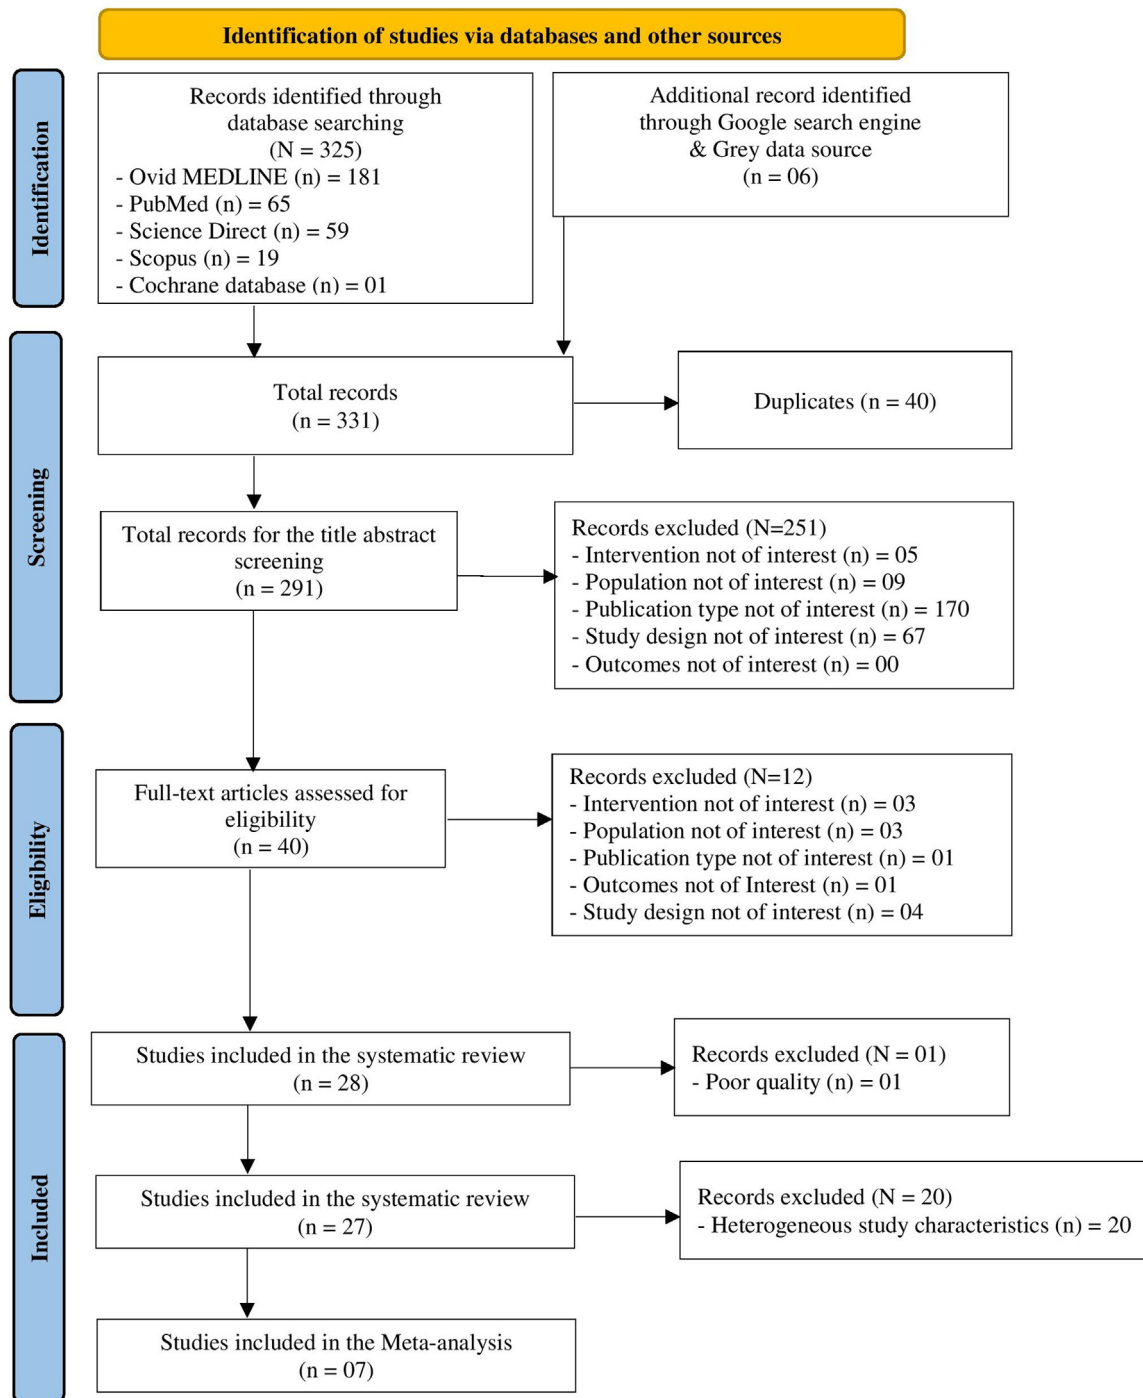 Identification of studies via databases and other sources
Identification
Records identified through
database searching
(N = 325)
- Ovid MEDLINE (n) = 181
- PubMed (n) = 65
- Science Direct (n) = 59
- Scopus (n) = 19
- Cochrane database (n) = 01
Additional record identified
through Google search engine
& Grey data source
(n = 06)
Screening
Total records
(n = 331)
Duplicates (n = 40)
Total records for the title abstract
screening
(n = 291)
Records excluded (N=251)
- Intervention not of interest (n) = 05
- Population not of interest (n) = 09
- Publication type not of interest (n) = 170
- Study design not of interest (n) = 67
- Outcomes not of interest (n) = 00
Eligibility
Full-text articles assessed for
eligibility
(n = 40)
Records excluded (N=12)
- Intervention not of interest (n) = 03
- Population not of interest (n) = 03
- Publication type not of interest (n) = 01
- Outcomes not of Interest (n) = 01
- Study design not of interest (n) = 04
Included
Studies included in the systematic review
(n = 28)
Records excluded (N = 01)
- Poor quality (n) = 01
Studies included in the systematic review
(n = 27)
Records excluded (N = 20)
- Heterogeneous study characteristics (n) = 20
Studies included in the Meta-analysis
(n = 07)